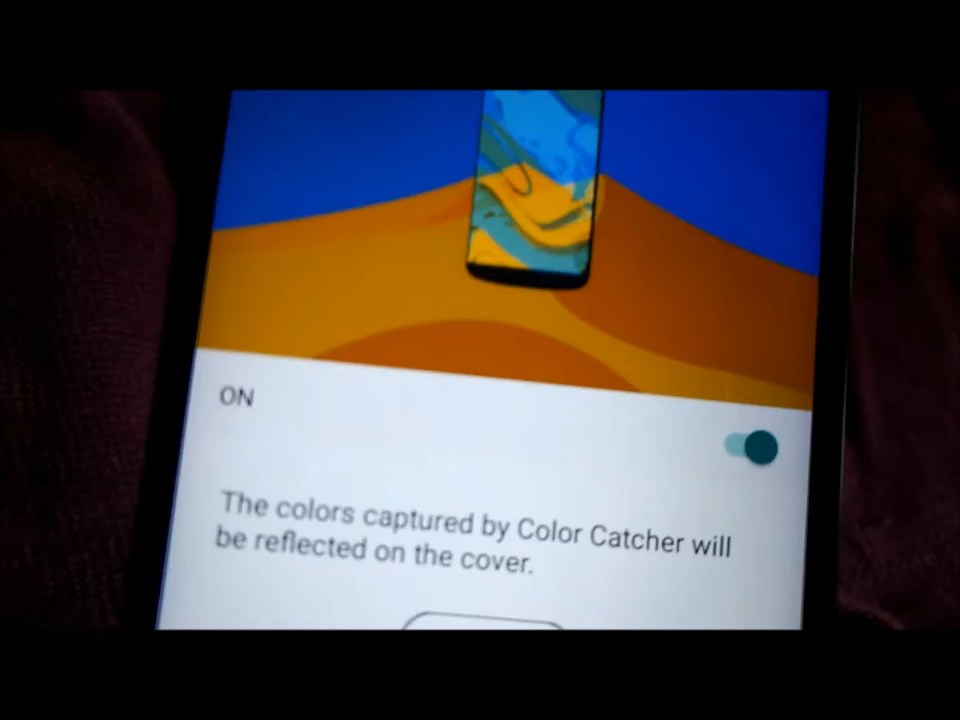 ON
The colors captured by Color Catcher will
be reflected on the cover.